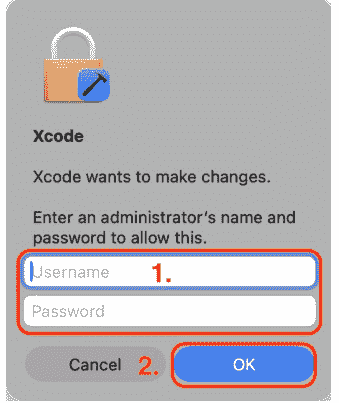 Xcode
Xcode wants to make changes.
Enter an administrator's name and
password to allow this.
Username 1.
Password
Cancel 2. OK